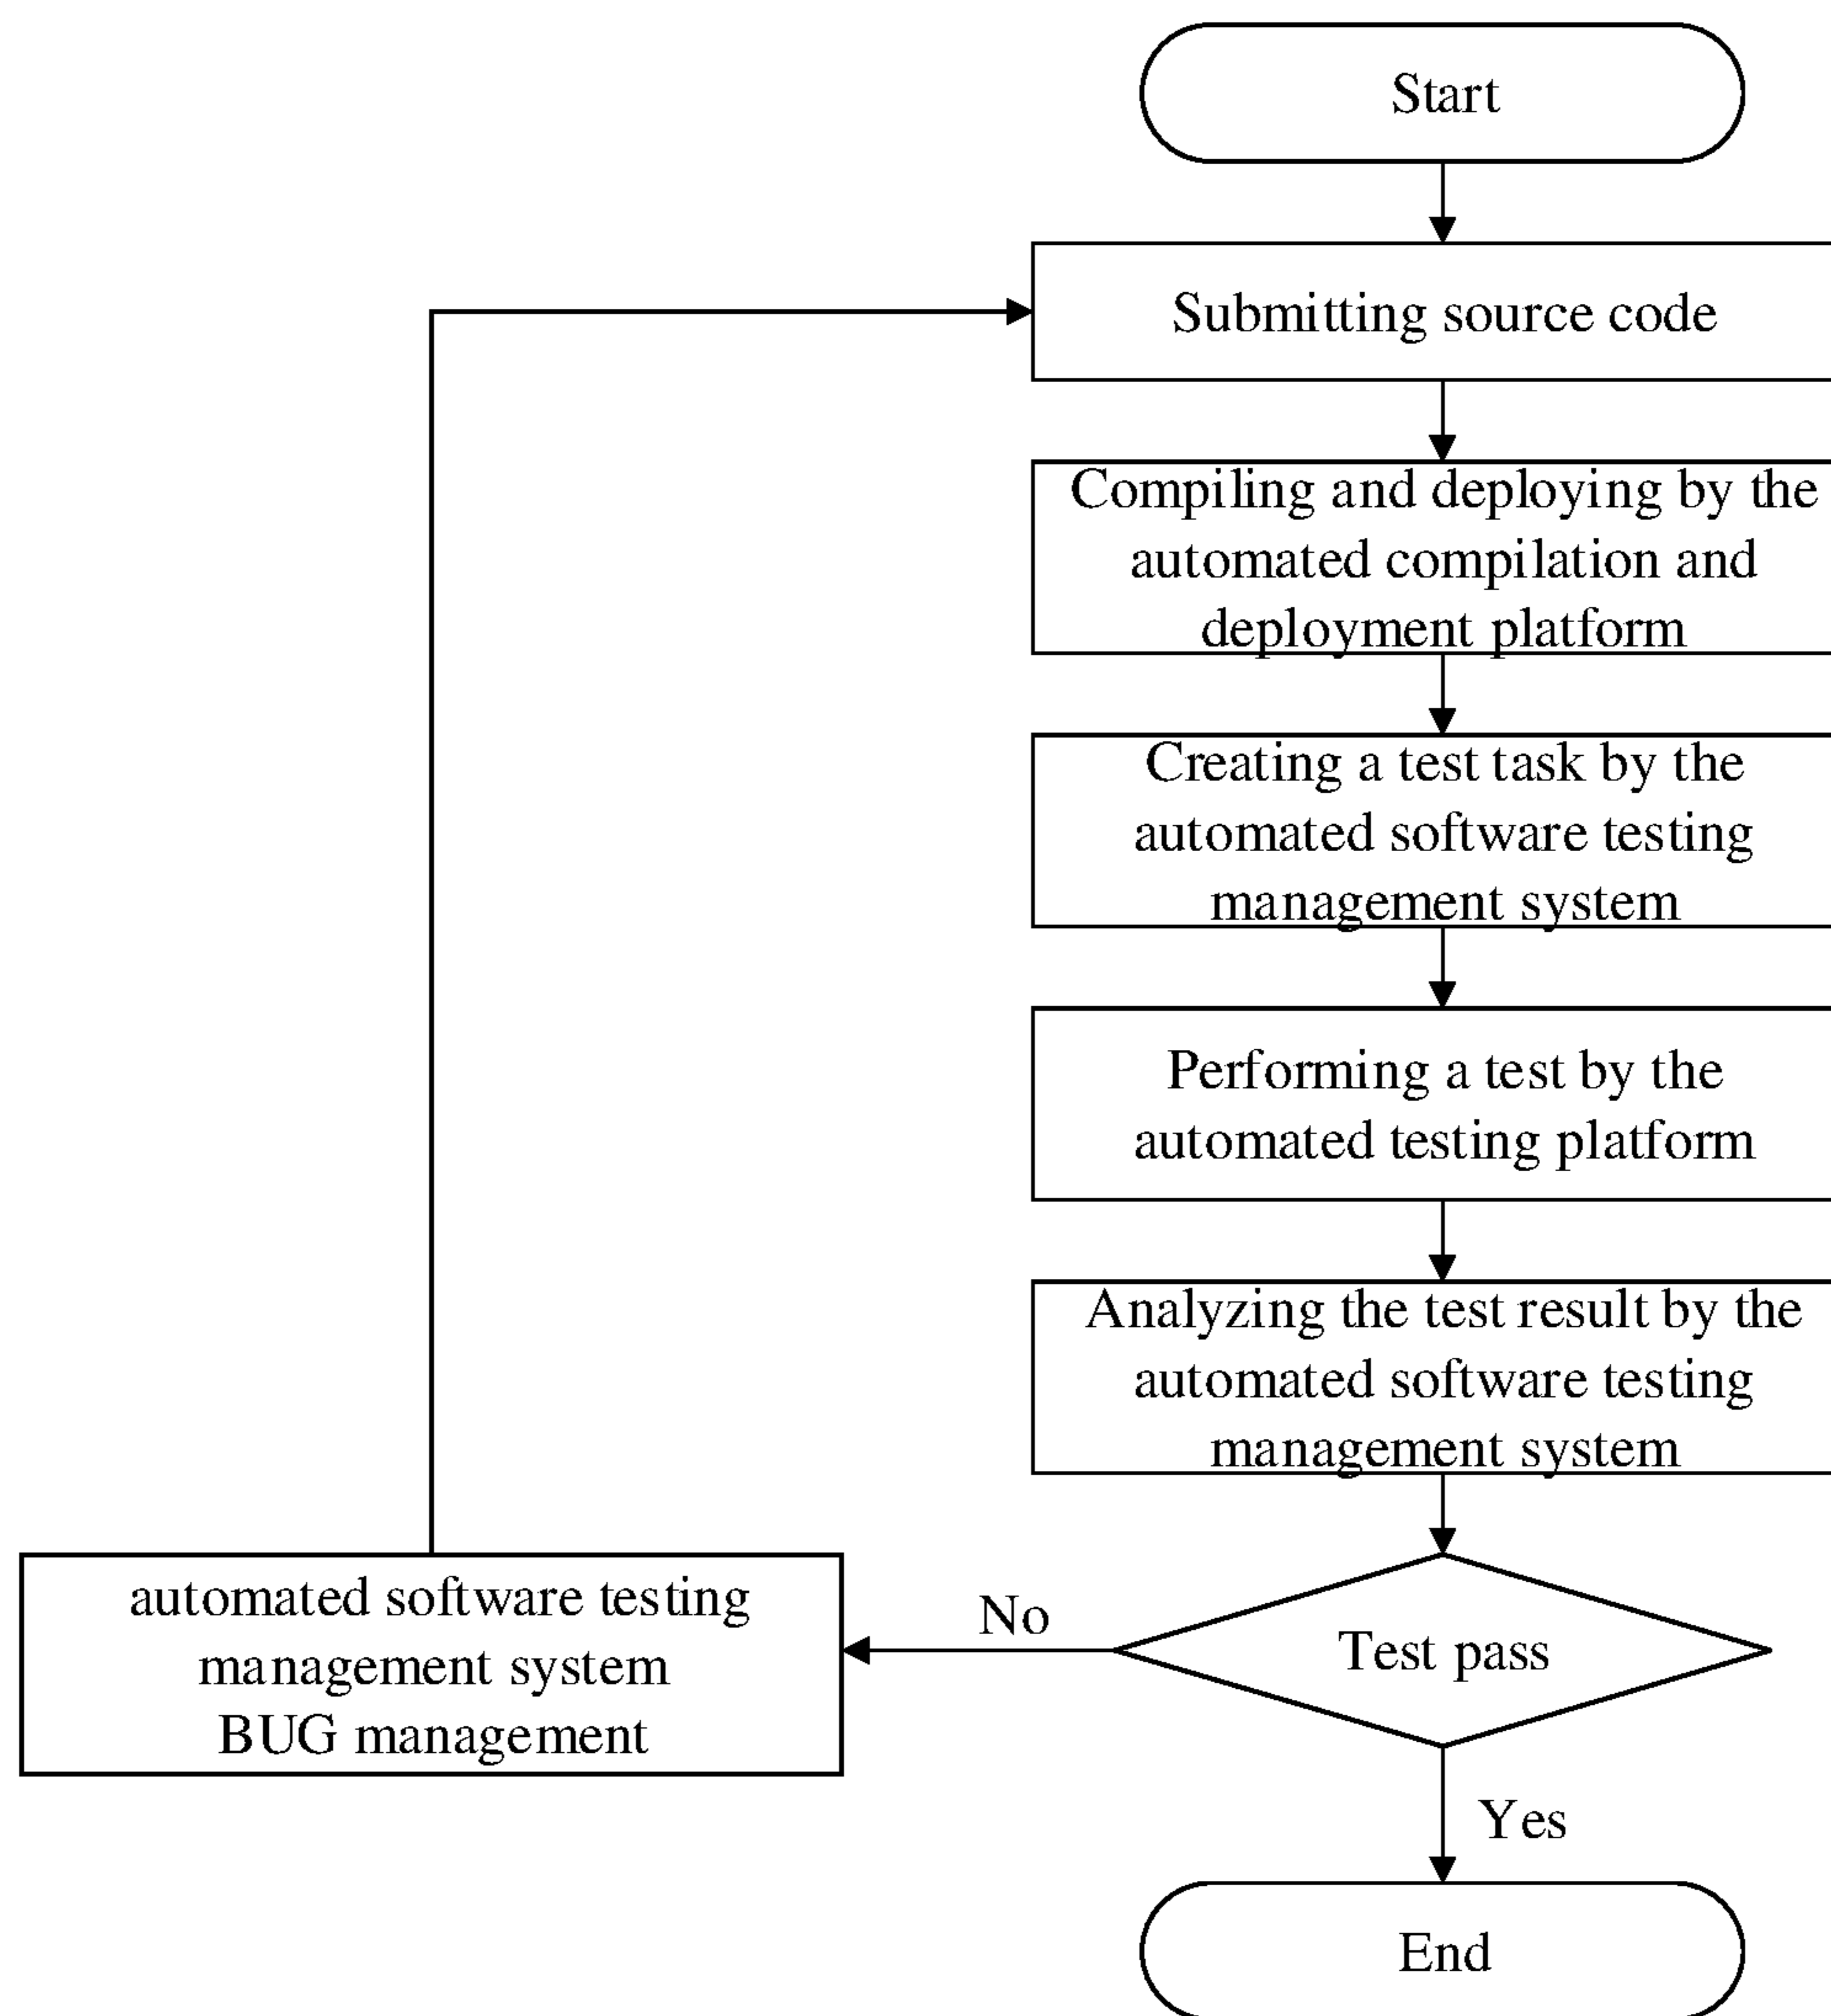 Start
Submitting source code
Compiling and deploying by the
automated compilation and
deployment platform
Creating a test task by the
automated software testing
management system
Performing a test by the
automated testing platform
Analyzing the test result by the
automated software testing
management system
automated software testing
management system
BUG management
No
Test pass
Yes
End